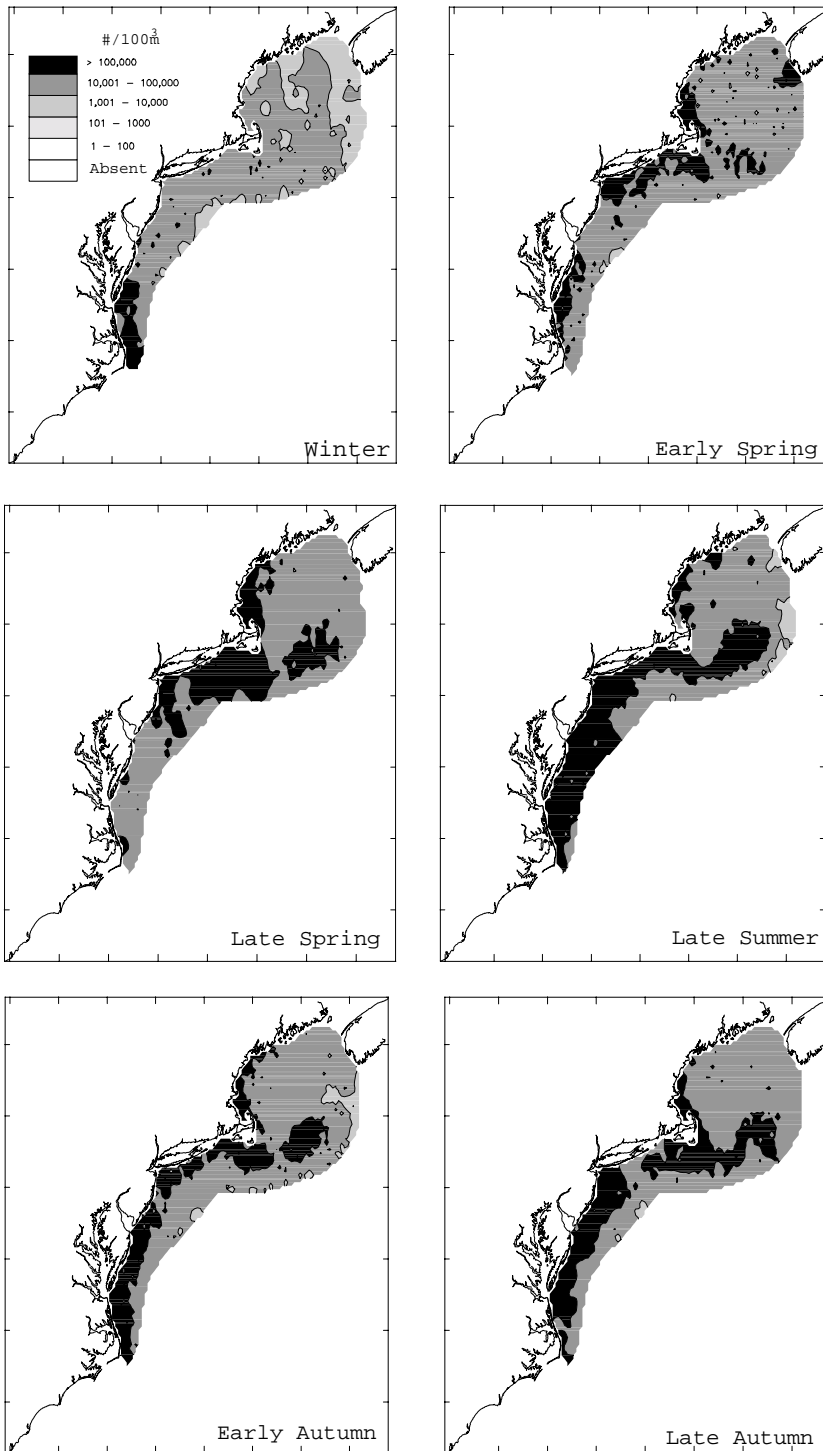 #/100m³
> 100,000
10,001 – 100,000
1,001 – 10,000
101 – 1000
1 – 100
Absent
Winter
Early Spring
Late Spring
Late Summer
Early Autumn
Late Autumn